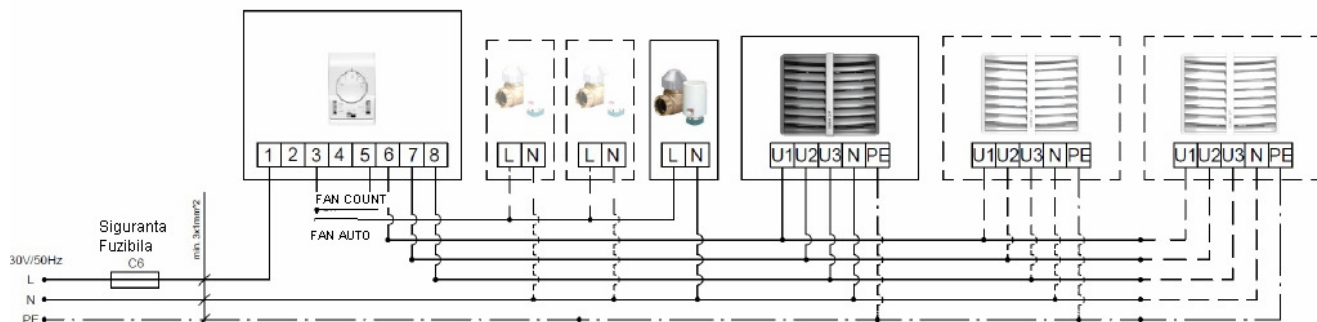 1 2 3 4 5 6 7 8
L N
L N
L N
U1 U2 U3 N PE
U1 U2 U3 N PE
U1 U2 U3 N PE
FAN COUNT
FAN AUTO
min. 3x1mm^2
Siguranta
Fuzibila
C6
30V/50Hz
L
N
PE